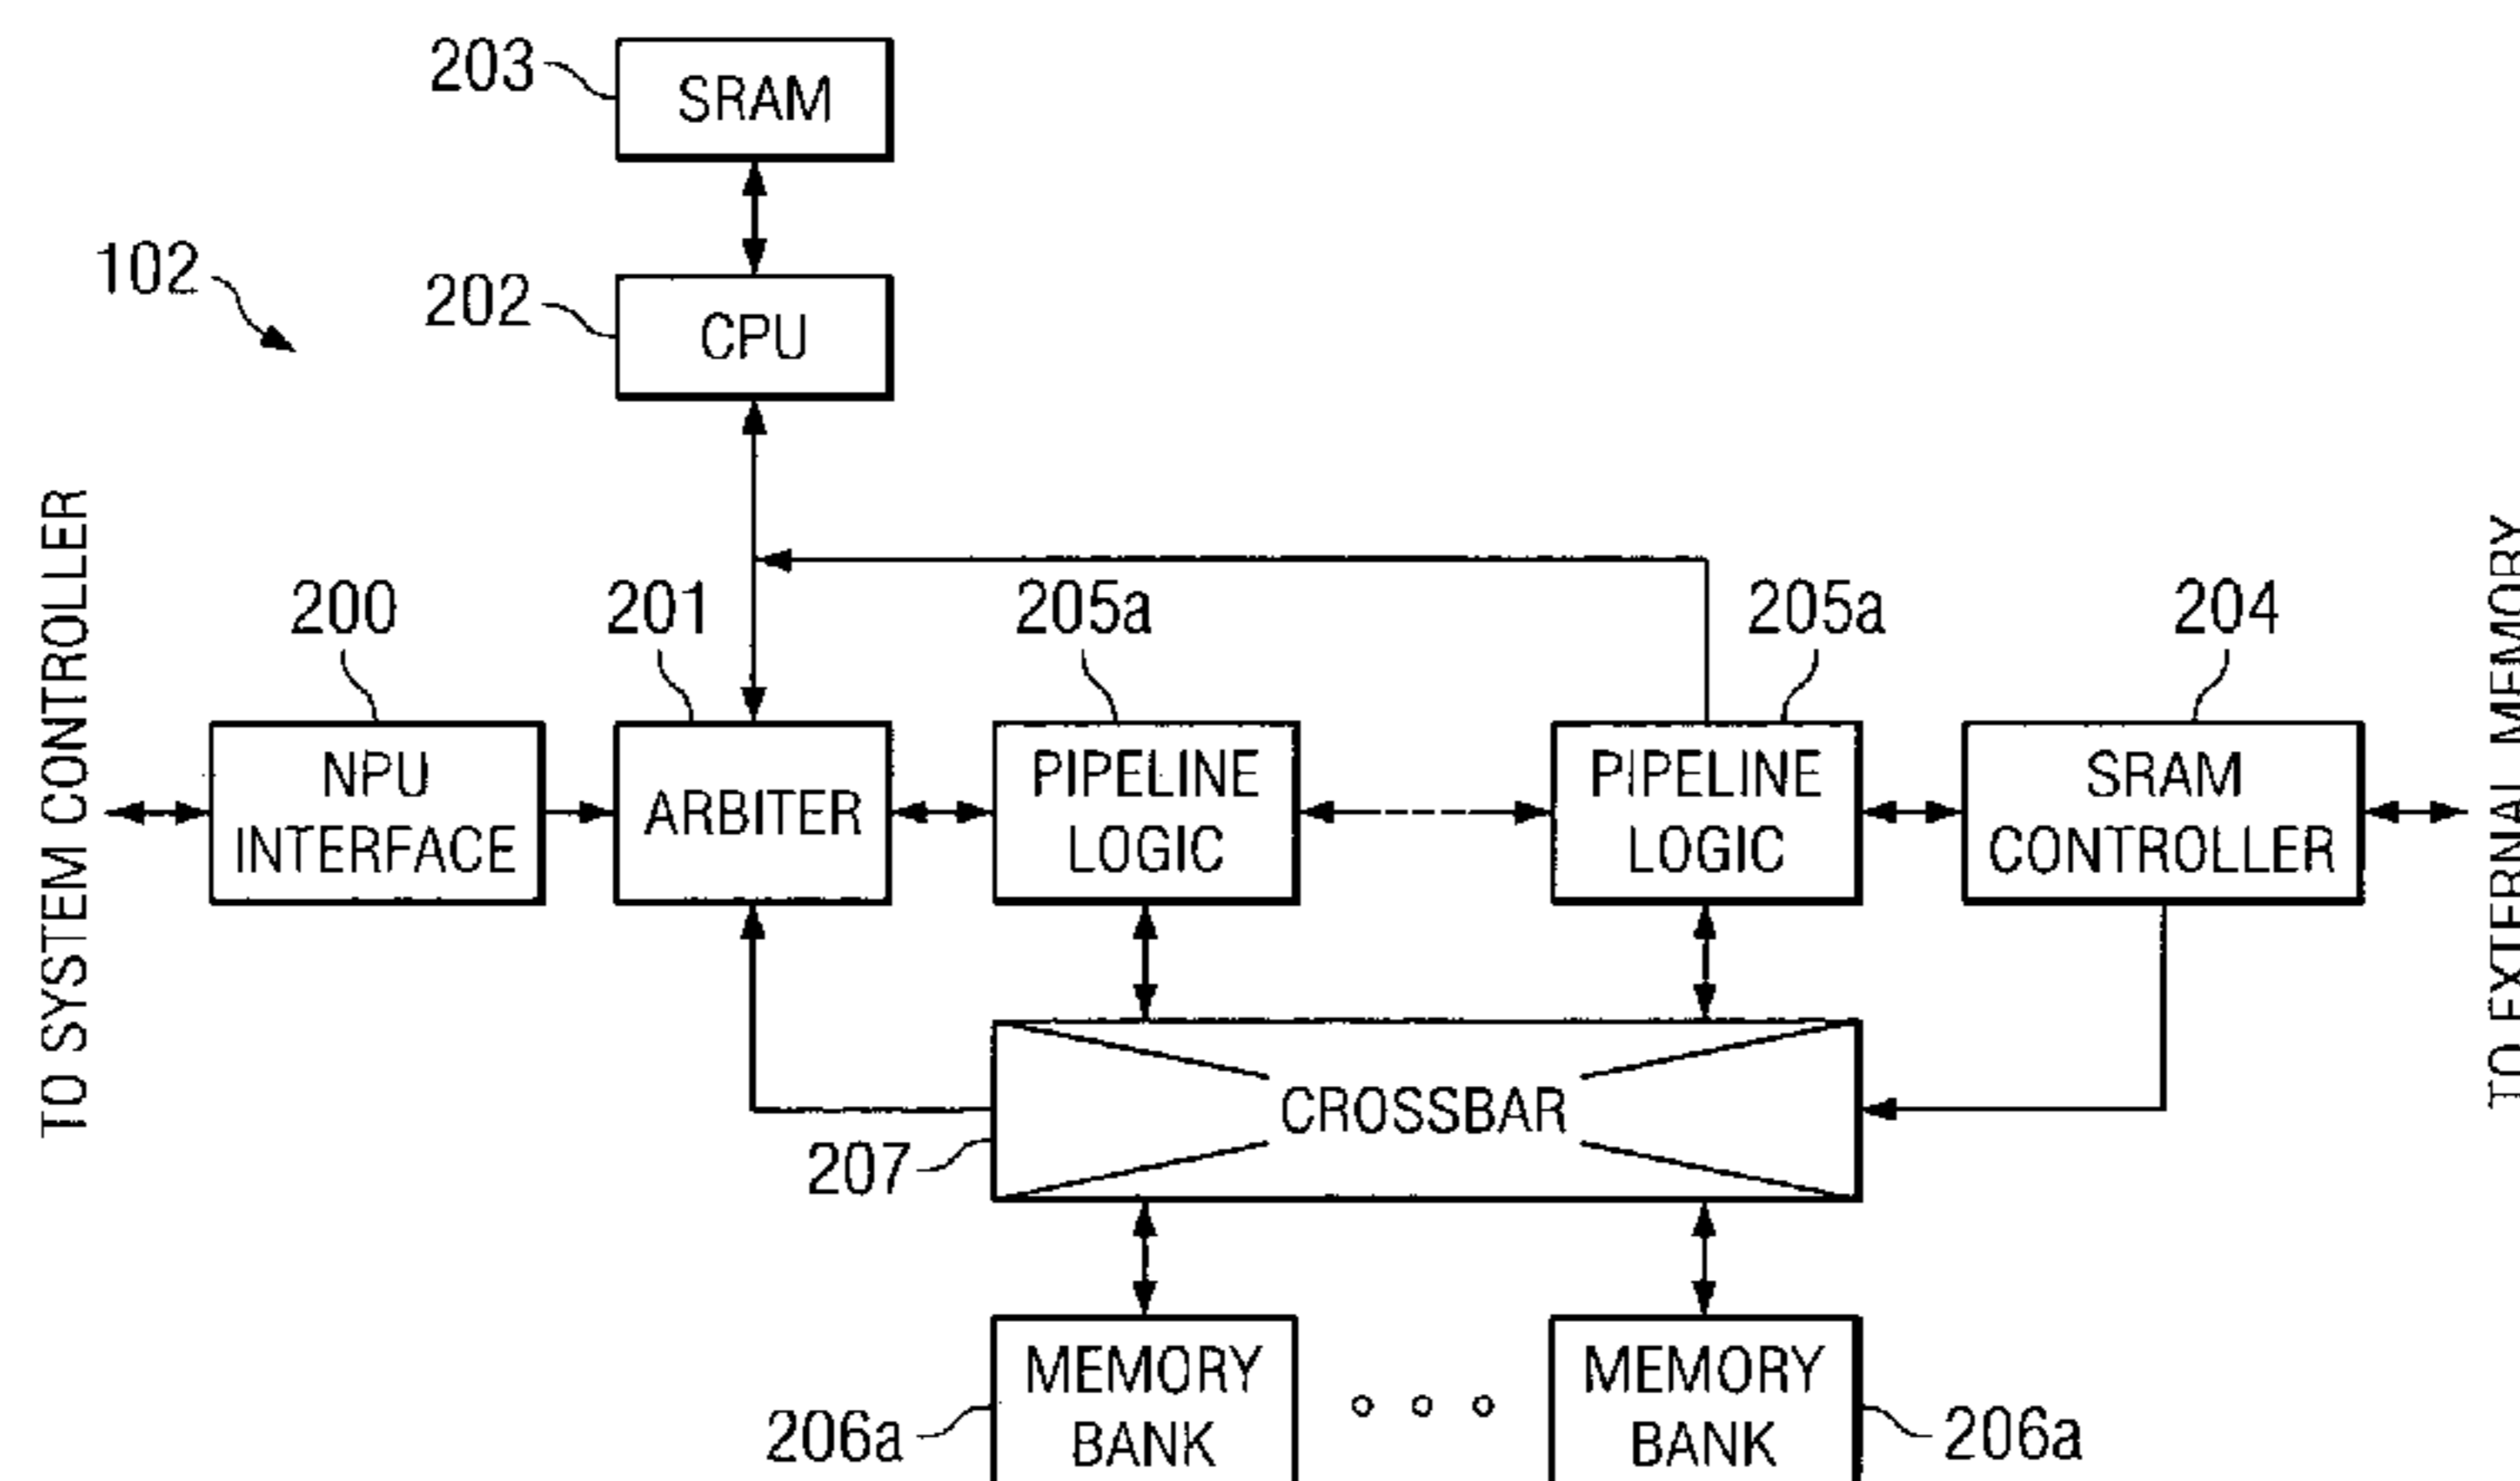 203
SRAM
102
202
CPU
TO SYSTEM CONTROLLER
200
201
205a
205a
204
TO EXTERNAL MEMORY
NPU
INTERFACE
ARBITER
PIPELINE
LOGIC
PIPELINE
LOGIC
SRAM
CONTROLLER
CROSSBAR
207
MEMORY
BANK
MEMORY
BANK
206a
206a